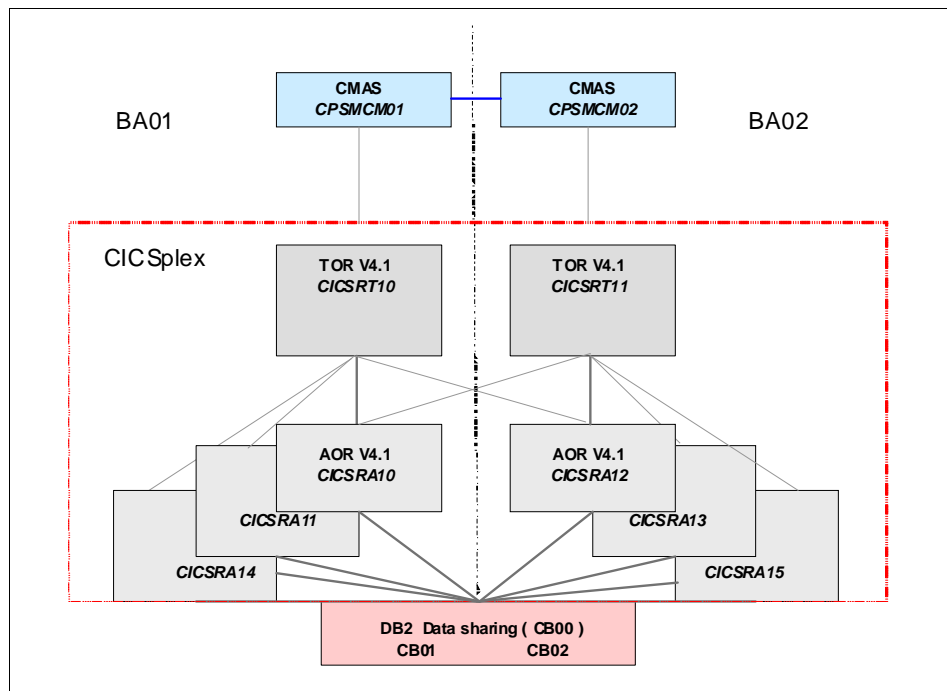 CMAS
CPSMCM01
CMAS
CPSMCM02
BA01
BA02
CICSplex
TOR V4.1
CICSRT10
TOR V4.1
CICSRT11
AOR V4.1
CICSRA10
AOR V4.1
CICSRA12
CICSRA11
CICSRA13
CICSRA14
CICSRA15
DB2 Data sharing ( CB00 )
CB01 CB02